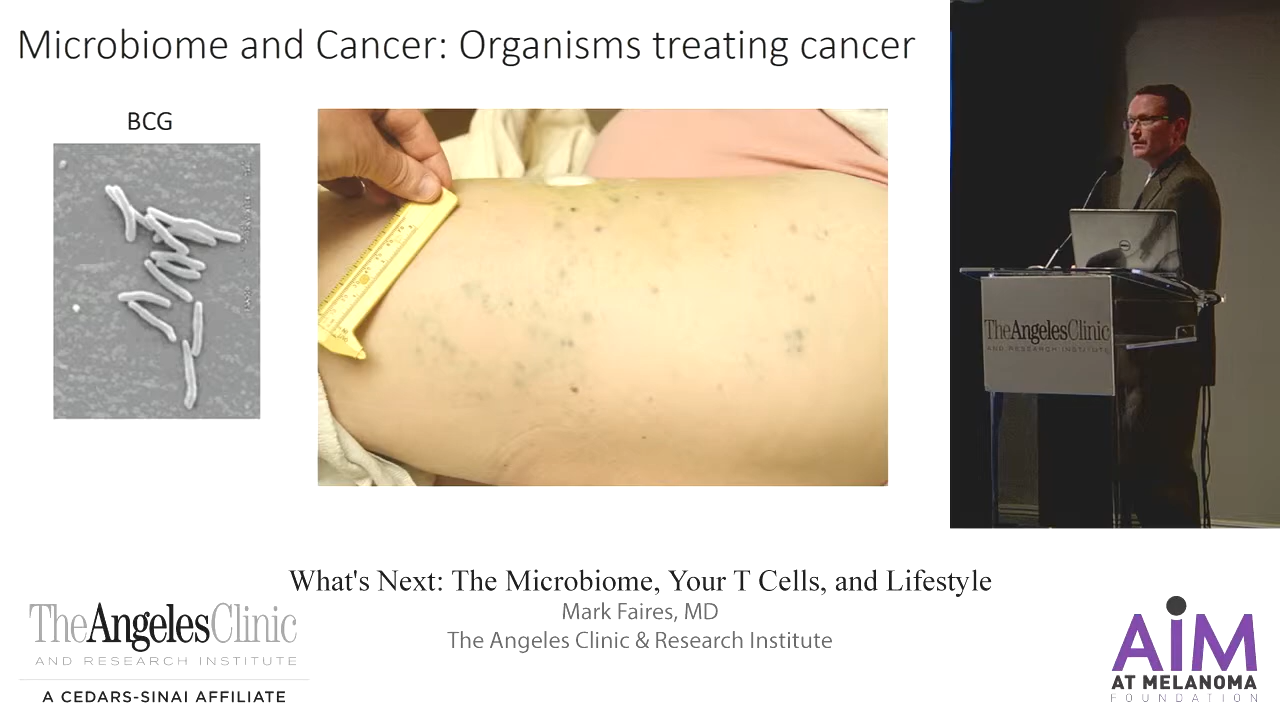 Microbiome and Cancer: Organisms treating cancer
BCG
TheAngelesClinic
AND RESEARCH INSTITUTE
What's Next: The Microbiome, Your T Cells, and Lifestyle
Mark Faires, MD
The Angeles Clinic & Research Institute
TheAngelesClinic
AND RESEARCH INSTITUTE
A CEDARS-SINAI AFFILIATE
AiM
AT MELANOMA
FOUNDATION